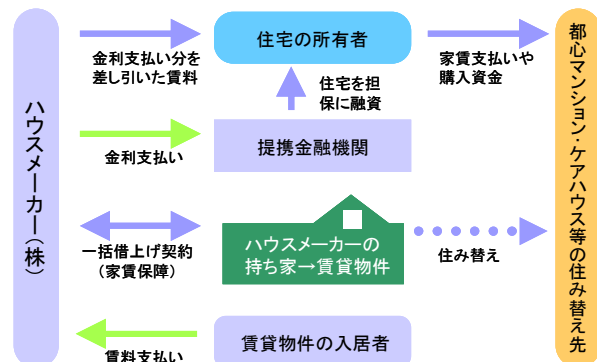 ハウスメーカー(株)
金利支払い分を
差し引いた賃料
住宅の所有者
家賃支払いや
購入資金
住宅を担
保に融資
金利支払い
提携金融機関
一括借上げ契約
(家賃保障)
ハウスメーカーの
持ち家→賃貸物件
住み替え
賃料支払い
賃貸物件の入居者
都心マンション・ケアハウス等の住み替え先